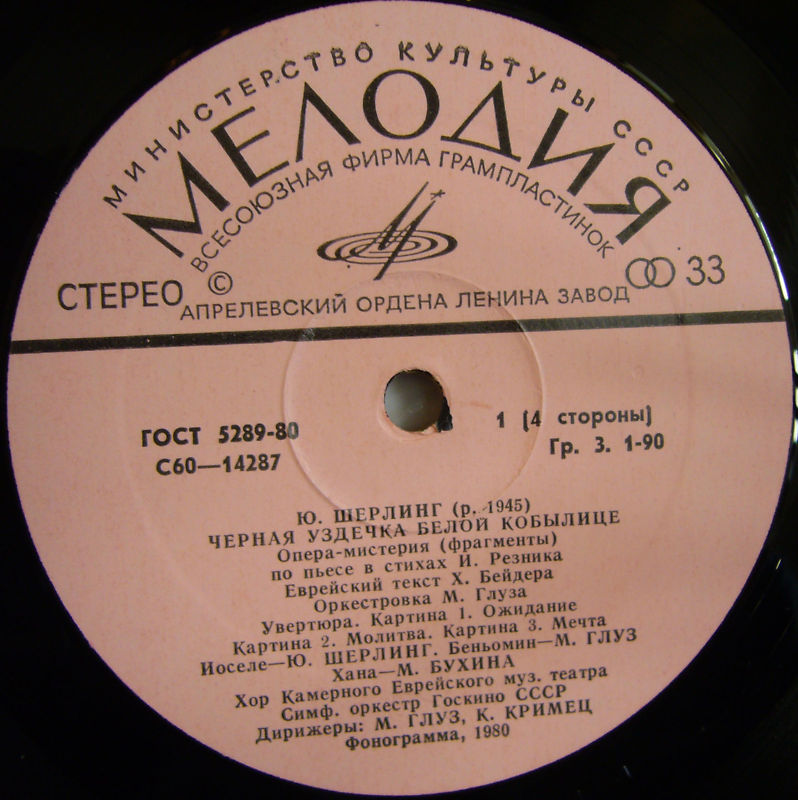 МИНИСТЕРСТВО КУЛЬТУРЫ СССР
МЕЛОДИЯ
ВСЕСОЮЗНАЯ ФИРМА ГРАМПЛАСТИНОК
СТЕРЕО © 33
АПРЕЛЕВСКИЙ ОРДЕНА ЛЕНИНА ЗАВОД
ГОСТ 5289-80 1 (4 стороны)
С60—14287 Гр. 3. 1-90
Ю. ШЕРЛИНГ (р. 1945)
ЧЕРНАЯ УЗДЕЧКА БЕЛОЙ КОБЫЛИЦЕ
Опера-мистерия (фрагменты)
по пьесе в стихах И. Резника
Еврейский текст Х. Бейдера
Оркестровка М. Глуза
Увертюра. Картина 1. Ожидание
Картина 2. Молитва. Картина 3. Мечта
Иоселе—Ю. ШЕРЛИНГ. Беньомин—М. ГЛУЗ
Хана—М. БУХИНА
Хор Камерного Еврейского муз. театра
Симф. оркестр Госкино СССР
Дирижеры: М. ГЛУЗ, К. КРИМЕЦ
Фонограмма, 1980